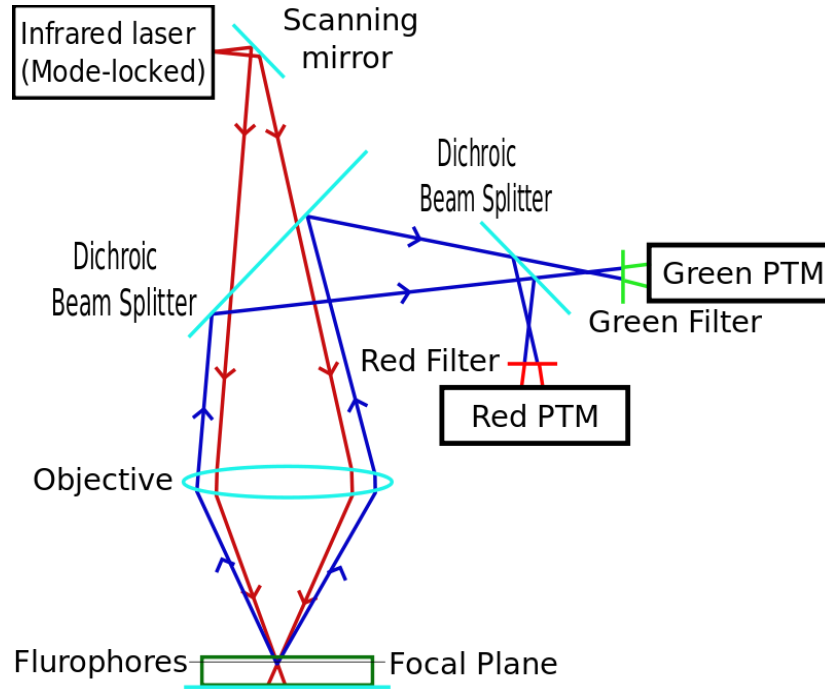 Infrared laser
(Mode-locked)
Scanning
mirror
Dichroic
Beam Splitter
Dichroic
Beam Splitter
Green PTM
Green Filter
Red Filter
Red PTM
Objective
Flurophores
Focal Plane